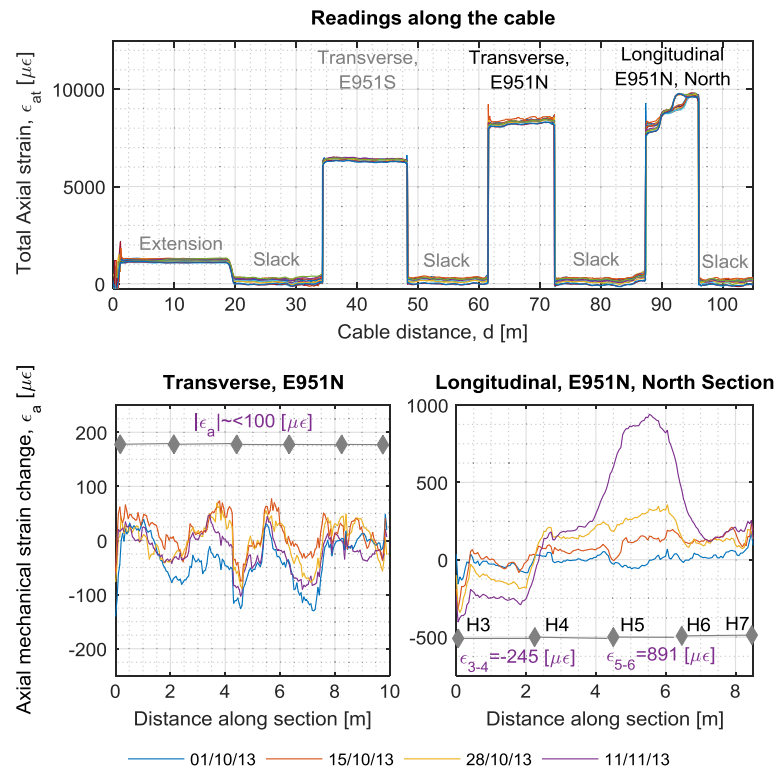 Readings along the cable
Total Axial strain, ϵat [μϵ]
10000
5000
0
Transverse,
E951S
Transverse,
E951N
Longitudinal
E951N, North
Extension
Slack
Slack
Slack
Slack
0 10 20 30 40 50 60 70 80 90 100
Cable distance, d [m]
Axial mechanical strain change, ϵa [μϵ]
Transverse, E951N
200
100
0
-100
-200
|ϵa|~<100 [μϵ]
0 2 4 6 8 10
Distance along section [m]
Longitudinal, E951N, North Section
1000
500
0
-500
H3 H4 H5 H6 H7
ϵ3-4=-245 [μϵ] ϵ5-6=891 [μϵ]
0 2 4 6 8
Distance along section [m]
01/10/13 15/10/13 28/10/13 11/11/13